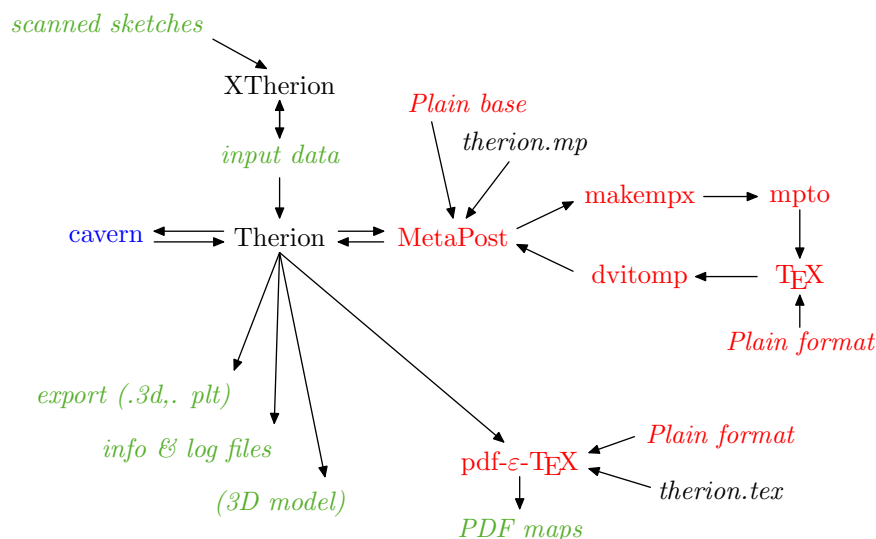 scanned sketches
XTherion
Plain base
therion.mp
input data
makempx
mpto
cavern
Therion
MetaPost
dvitomp
TEX
Plain format
export (.3d,. plt)
info & log files
(3D model)
Plain format
pdf-ε-TEX
therion.tex
PDF maps